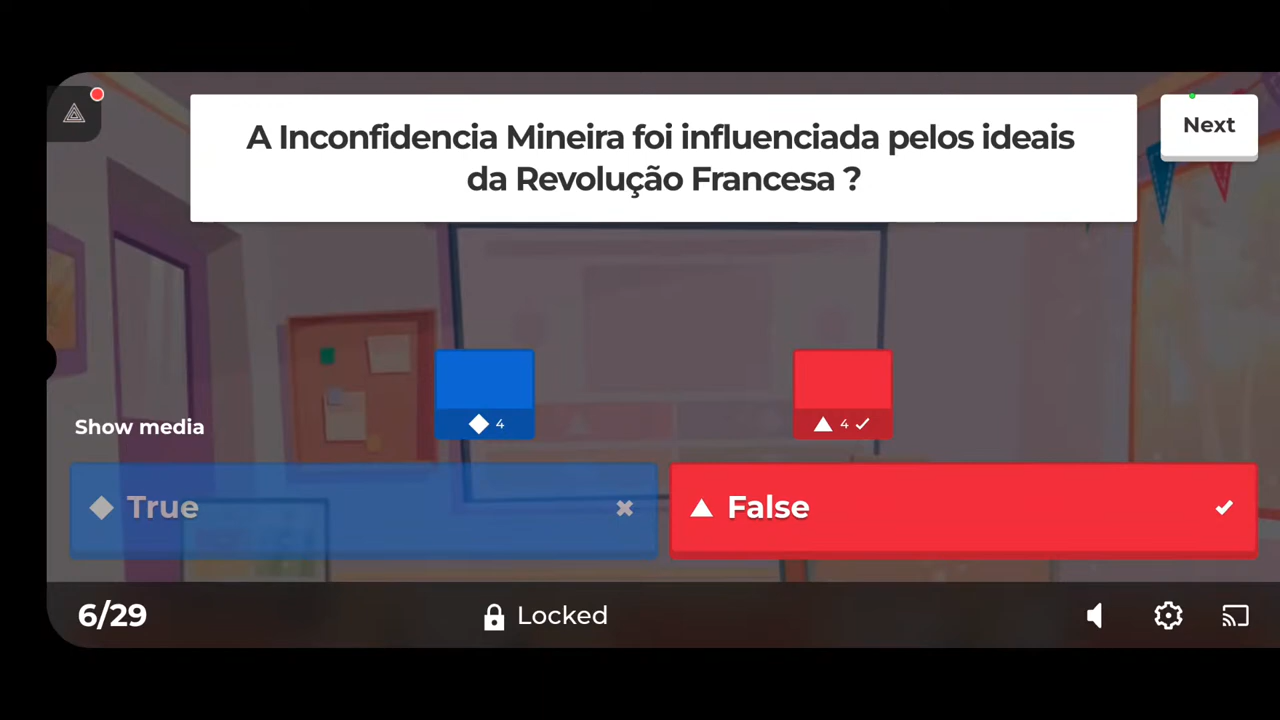 A Inconfidencia Mineira foi influenciada pelos ideais
da Revolução Francesa ?
Next
4
4
Show media
True
False
6/29
Locked